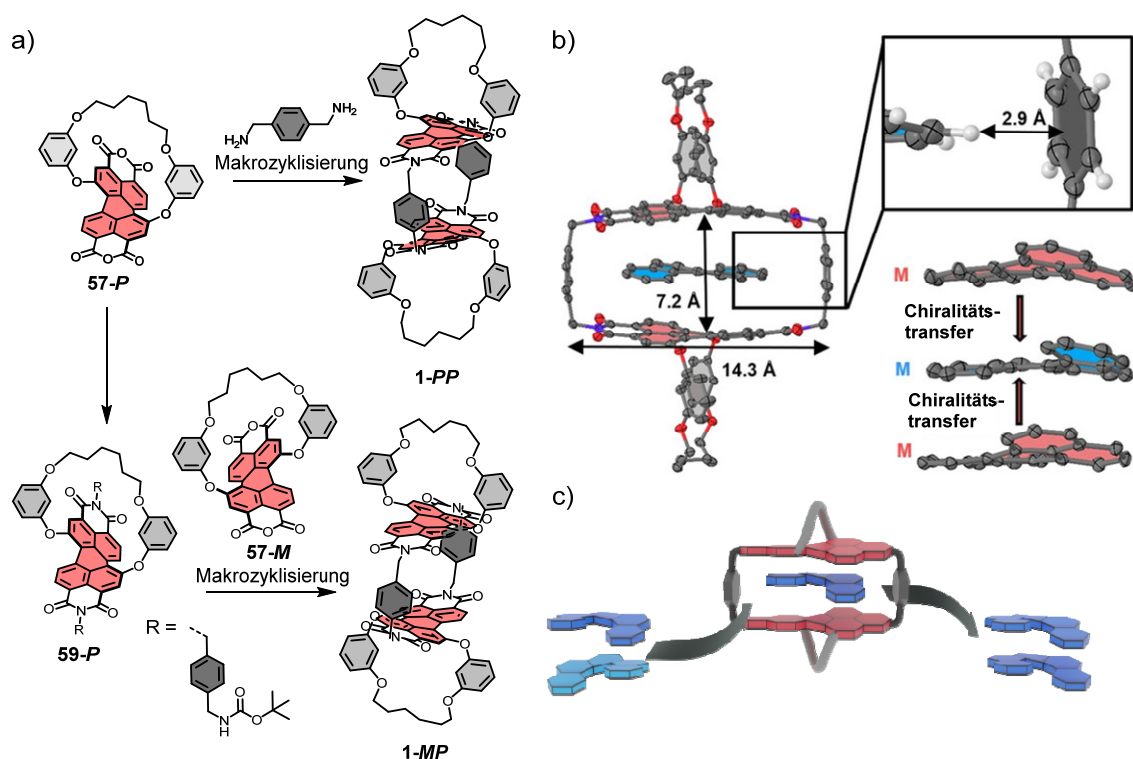 a)
NH2
H2N
Makrozyklisierung
57-P
1-PP
57-M
Makrozyklisierung
59-P
R =
1-MP
b)
2.9 Å
7.2 Å
14.3 Å
M
Chiralitäts-
transfer
M
Chiralitäts-
transfer
M
c)